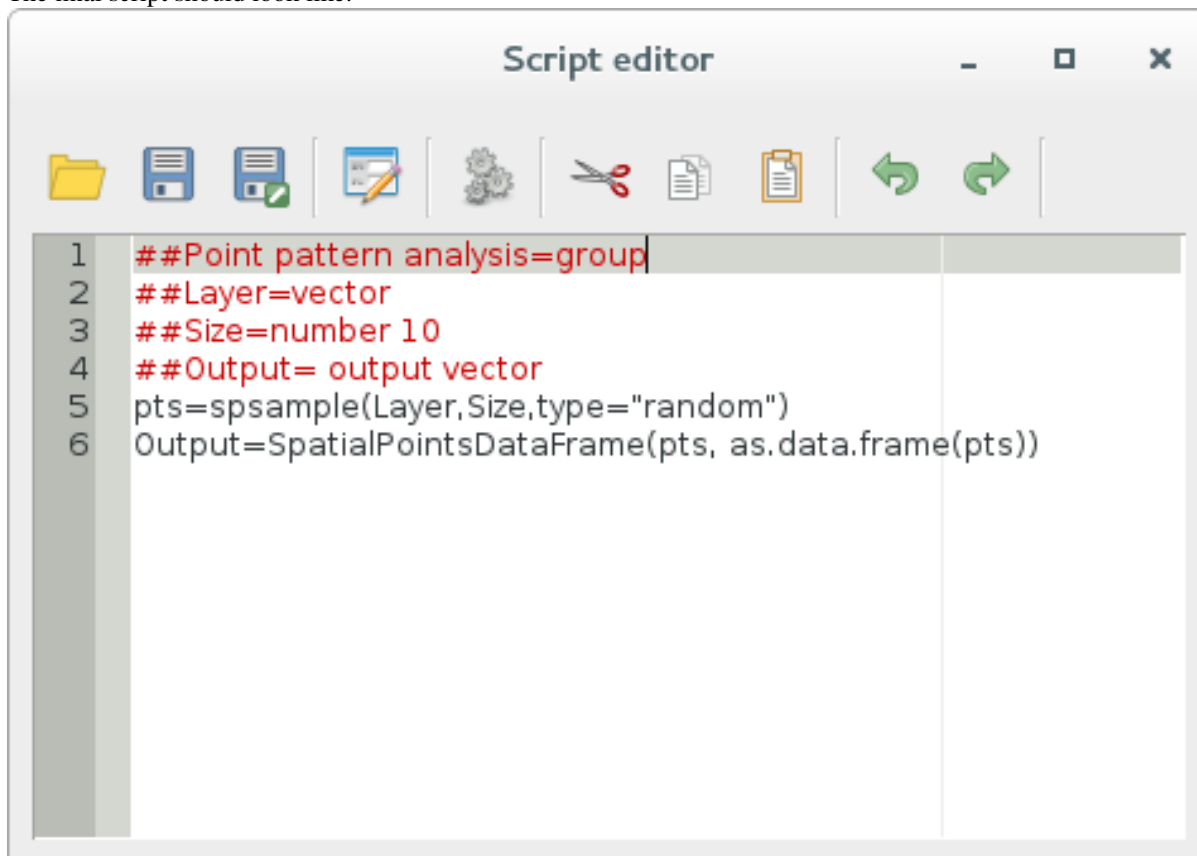 Script editor
1 ##Point pattern analysis=group
2 ##Layer=vector
3 ##Size=number 10
4 ##Output= output vector
5 pts=spsample(Layer,Size,type="random")
6 Output=SpatialPointsDataFrame(pts, as.data.frame(pts))